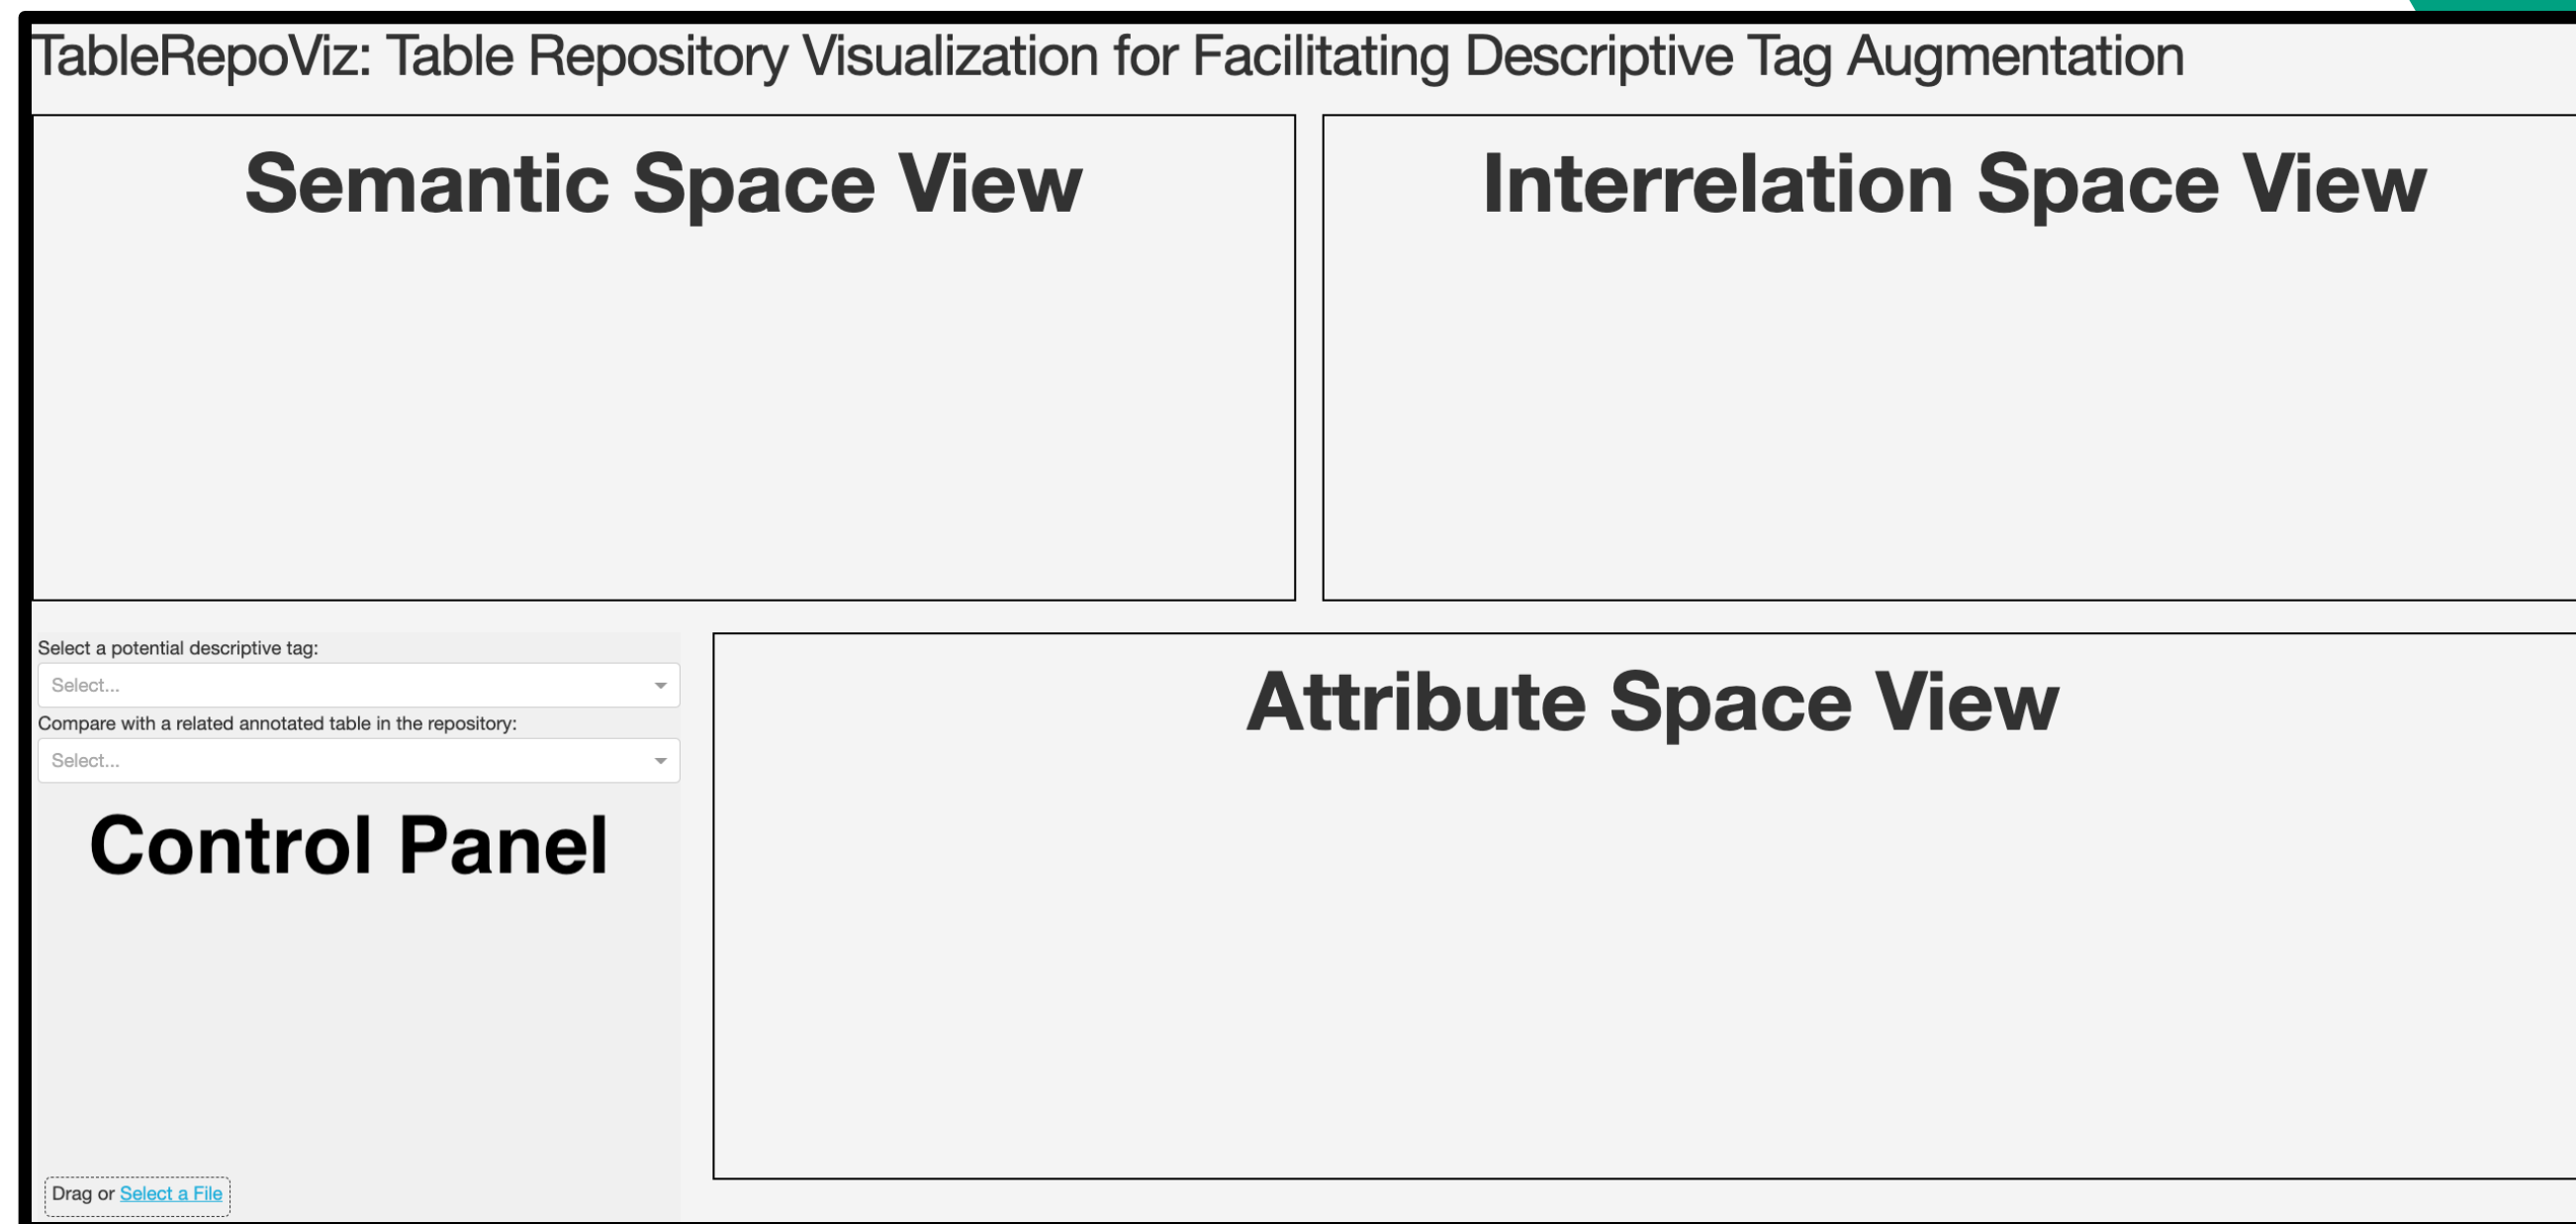 TableRepoViz: Table Repository Visualization for Facilitating Descriptive Tag Augmentation
Semantic Space View
Interrelation Space View
Select a potential descriptive tag:
Select...
Compare with a related annotated table in the repository:
Select...
Control Panel
Drag or Select a File
Attribute Space View